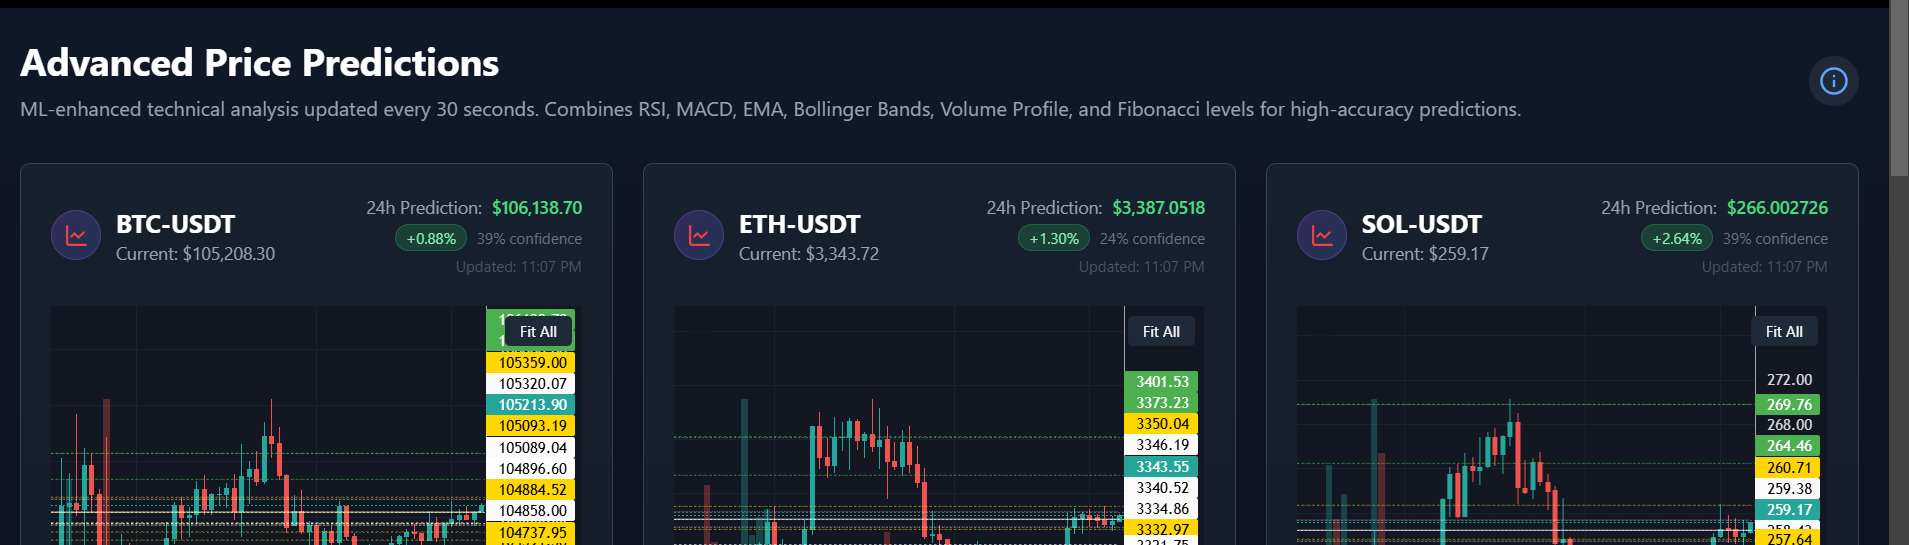 Advanced Price Predictions
ML-enhanced technical analysis updated every 30 seconds. Combines RSI, MACD, EMA, Bollinger Bands, Volume Profile, and Fibonacci levels for high-accuracy predictions.
BTC-USDT
Current: $105,208.30
24h Prediction: $106,138.70
+0.88% 39% confidence
Updated: 11:07 PM
Fit All
105359.00
105320.07
105213.90
105093.19
105089.04
104896.60
104884.52
104858.00
104737.95
ETH-USDT
Current: $3,343.72
24h Prediction: $3,387.0518
+1.30% 24% confidence
Updated: 11:07 PM
Fit All
3401.53
3373.23
3350.04
3346.19
3343.55
3340.52
3334.86
3332.97
SOL-USDT
Current: $259.17
24h Prediction: $266.002726
+2.64% 39% confidence
Updated: 11:07 PM
Fit All
272.00
269.76
268.00
264.46
260.71
259.38
259.17
257.64